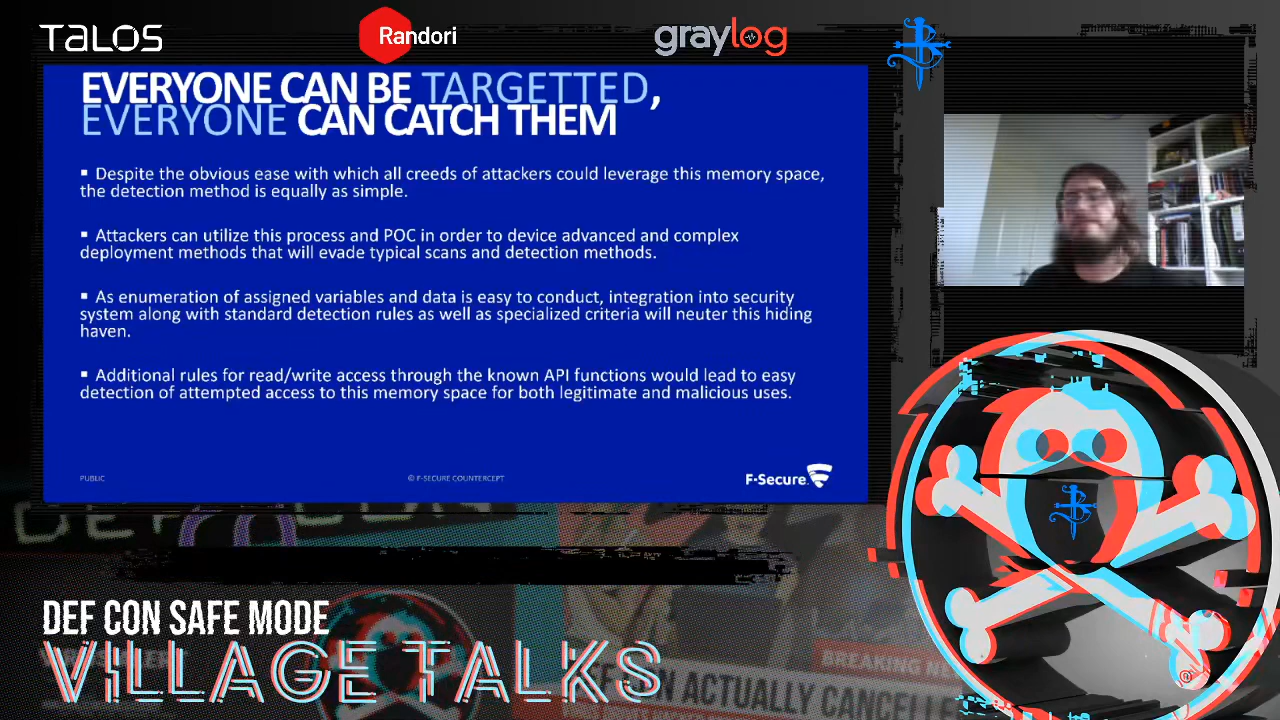 TALOS
Randori
graylog
EVERYONE CAN BE TARGETTED,
EVERYONE CAN CATCH THEM
▪ Despite the obvious ease with which all creeds of attackers could leverage this memory space,
the detection method is equally as simple.
▪ Attackers can utilize this process and POC in order to device advanced and complex
deployment methods that will evade typical scans and detection methods.
▪ As enumeration of assigned variables and data is easy to conduct, integration into security
system along with standard detection rules as well as specialized criteria will neuter this hiding
haven.
▪ Additional rules for read/write access through the known API functions would lead to easy
detection of attempted access to this memory space for both legitimate and malicious uses.
PUBLIC
© F-SECURE COUNTERCEPT
F-Secure.
DEF CON
DEF CON SAFE MODE
VILLAGE TALKS
BREAKING NE
CON ACTUALLY CANCELLE